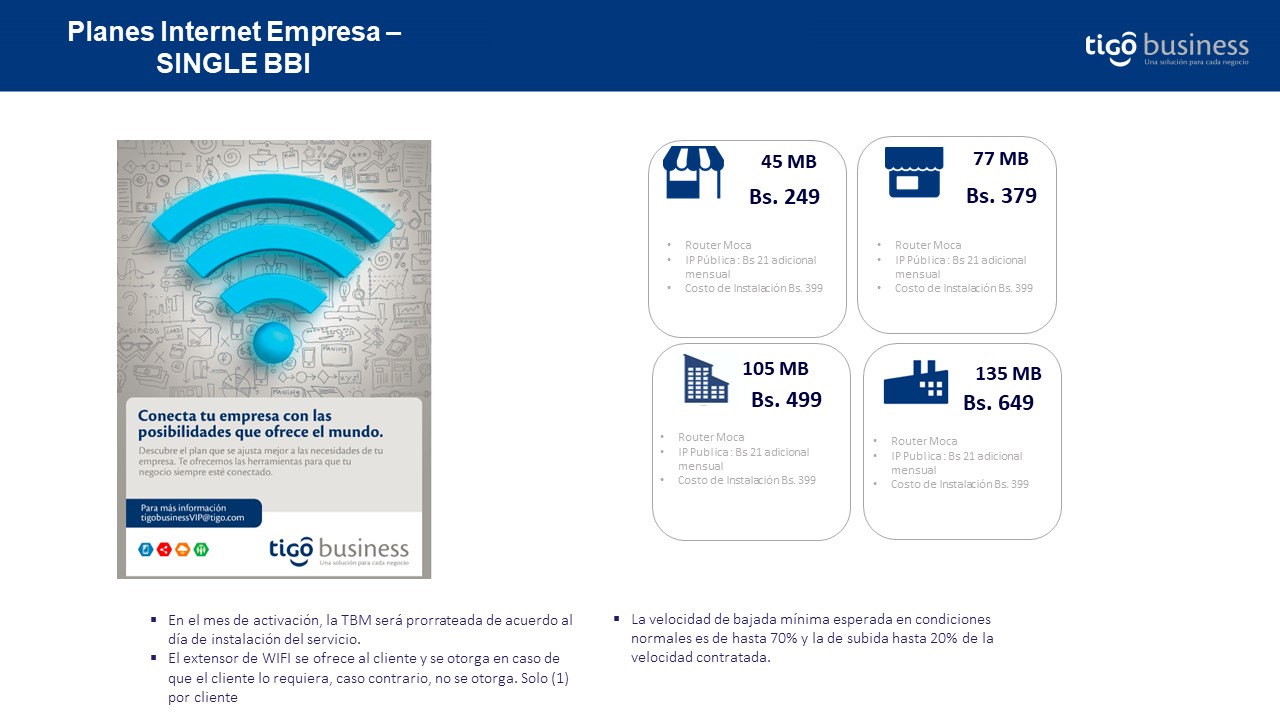 Planes Internet Empresa –
SINGLE BBI
tigo business
Una solución para cada negocio
BUSINESS
PLANING
PLANING
Conecta tu empresa con las
posibilidades que ofrece el mundo.
Descubre el plan que se ajusta mejor a las necesidades de tu
empresa. Te ofrecemos las herramientas para que tu
negocio siempre esté conectado.
Para más información
tigobusinessVIP@tigo.com
tigo business
Una solución para cada negocio
45 MB
Bs. 249
• Router Moca
• IP Pública : Bs 21 adicional
mensual
• Costo de Instalación Bs. 399
77 MB
Bs. 379
• Router Moca
• IP Pública : Bs 21 adicional
mensual
• Costo de Instalación Bs. 399
105 MB
Bs. 499
• Router Moca
• IP Publica : Bs 21 adicional
mensual
• Costo de Instalación Bs. 399
135 MB
Bs. 649
• Router Moca
• IP Publica : Bs 21 adicional
mensual
• Costo de Instalación Bs. 399
▪ En el mes de activación, la TBM será prorrateada de acuerdo al
día de instalación del servicio.
▪ El extensor de WIFI se ofrece al cliente y se otorga en caso de
que el cliente lo requiera, caso contrario, no se otorga. Solo (1)
por cliente
▪ La velocidad de bajada mínima esperada en condiciones
normales es de hasta 70% y la de subida hasta 20% de la
velocidad contratada.